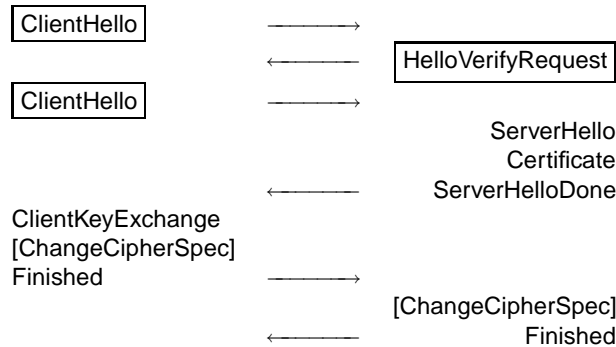 ClientHello
HelloVerifyRequest
ClientHello
ServerHello
Certificate
ServerHelloDone
ClientKeyExchange
[ChangeCipherSpec]
Finished
[ChangeCipherSpec]
Finished